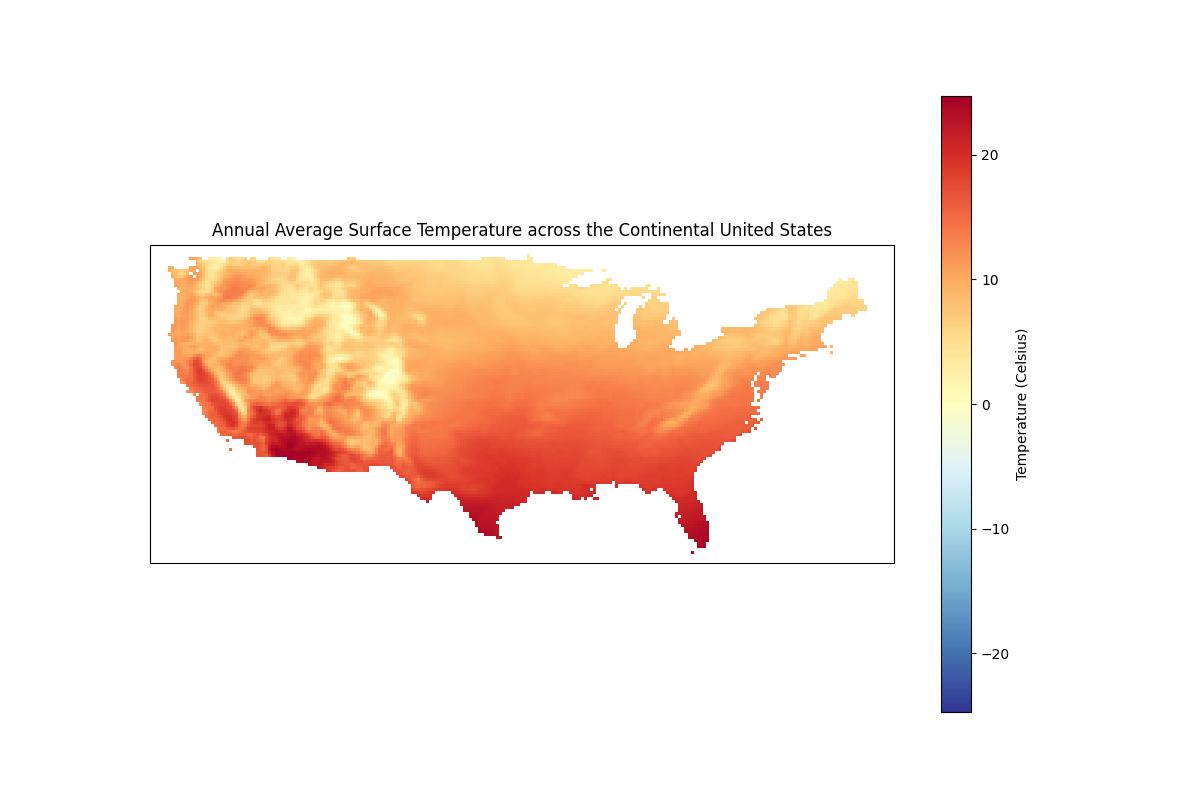 Annual Average Surface Temperature across the Continental United States
20
10
0
−10
−20
Temperature (Celsius)